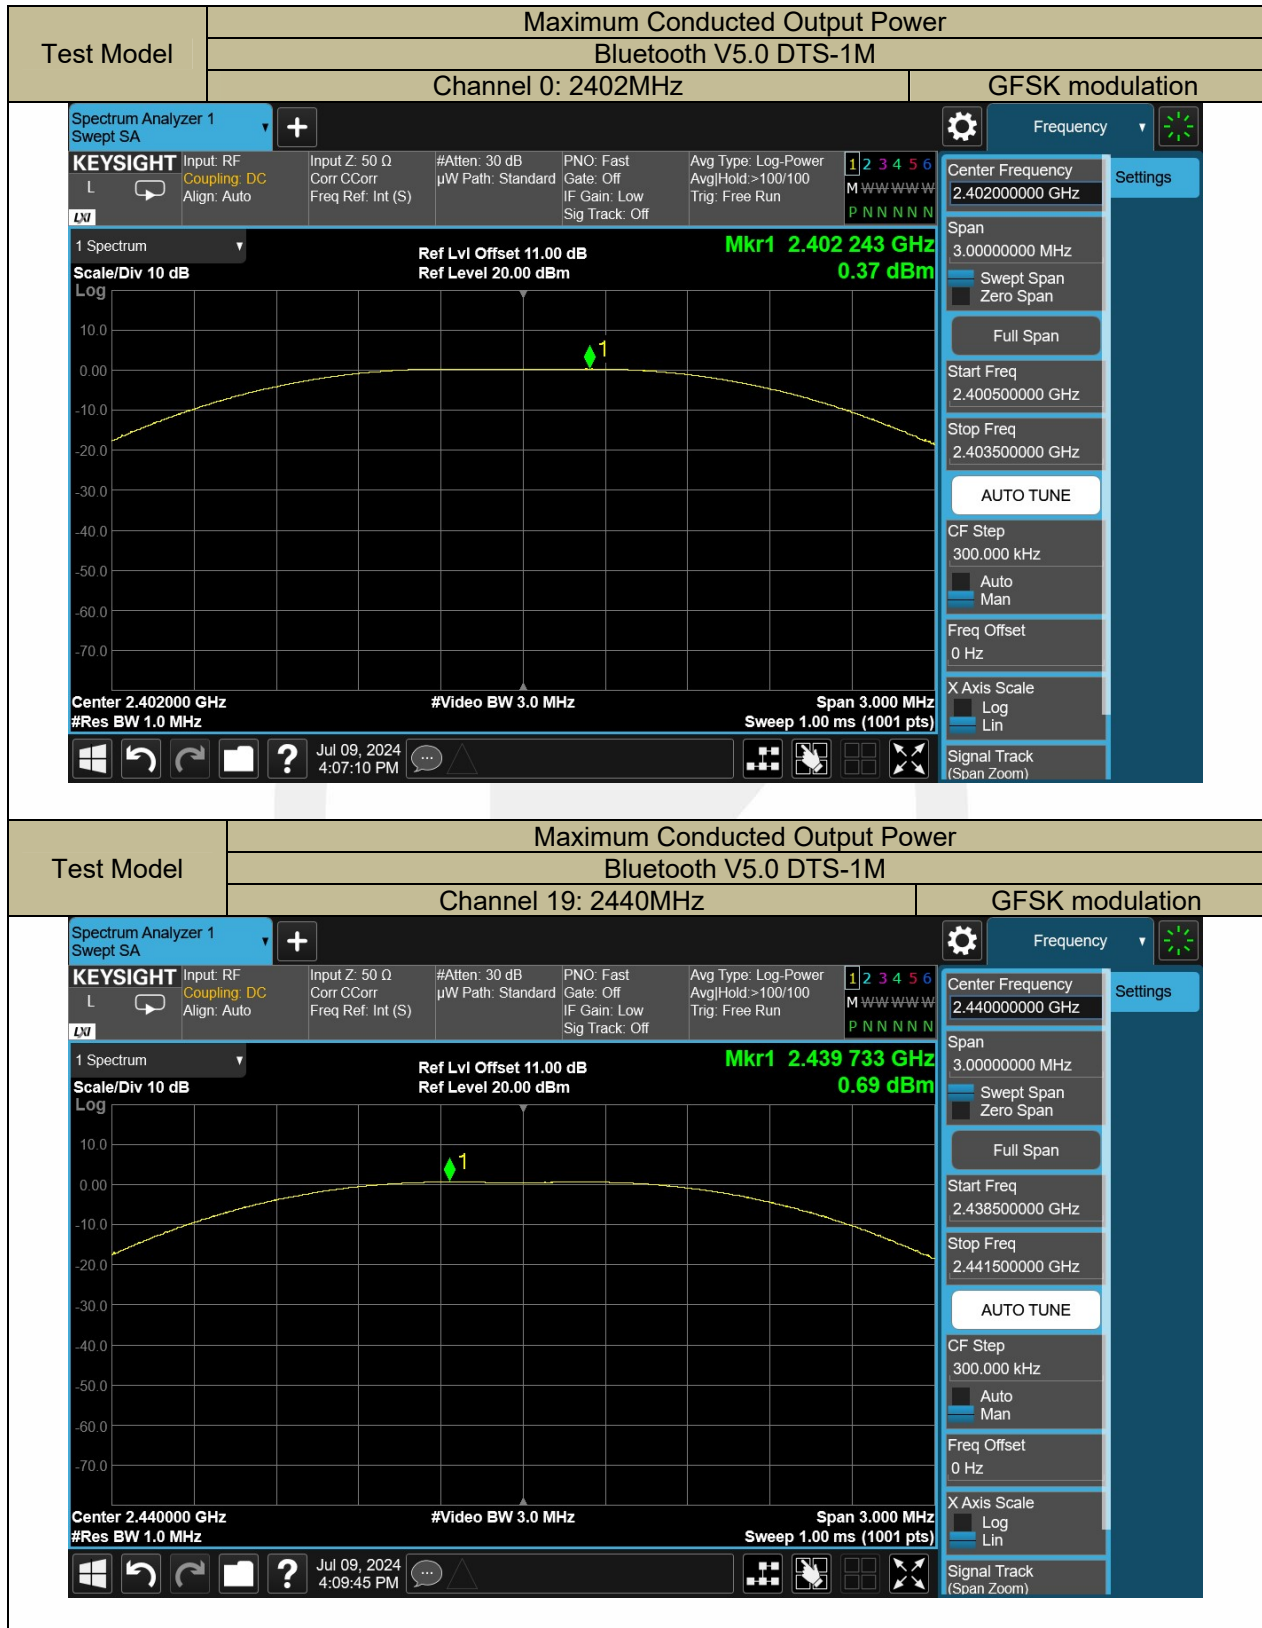 Test Model
Maximum Conducted Output Power
Bluetooth V5.0 DTS-1M
Channel 0: 2402MHz
GFSK modulation
Spectrum Analyzer 1
Swept SA
Frequency
KEYSIGHT
L
LXI
Input: RF
Coupling: DC
Align: Auto
Input Z: 50 Ω
Corr CCorr
Freq Ref: Int (S)
#Atten: 30 dB
µW Path: Standard
PNO: Fast
Gate: Off
IF Gain: Low
Sig Track: Off
Avg Type: Log-Power
Avg|Hold:>100/100
Trig: Free Run
1 2 3 4 5 6
M W W W W W
P N N N N N
1 Spectrum
Scale/Div 10 dB
Log
Ref Lvl Offset 11.00 dB
Ref Level 20.00 dBm
Mkr1 2.402 243 GHz
0.37 dBm
1
10.0
0.00
-10.0
-20.0
-30.0
-40.0
-50.0
-60.0
-70.0
Center 2.402000 GHz
#Res BW 1.0 MHz
#Video BW 3.0 MHz
Span 3.000 MHz
Sweep 1.00 ms (1001 pts)
Jul 09, 2024
4:07:10 PM
Center Frequency
2.402000000 GHz
Settings
Span
3.00000000 MHz
Swept Span
Zero Span
Full Span
Start Freq
2.400500000 GHz
Stop Freq
2.403500000 GHz
AUTO TUNE
CF Step
300.000 kHz
Auto
Man
Freq Offset
0 Hz
X Axis Scale
Log
Lin
Signal Track
(Span Zoom)
Test Model
Maximum Conducted Output Power
Bluetooth V5.0 DTS-1M
Channel 19: 2440MHz
GFSK modulation
Spectrum Analyzer 1
Swept SA
Frequency
KEYSIGHT
L
LXI
Input: RF
Coupling: DC
Align: Auto
Input Z: 50 Ω
Corr CCorr
Freq Ref: Int (S)
#Atten: 30 dB
µW Path: Standard
PNO: Fast
Gate: Off
IF Gain: Low
Sig Track: Off
Avg Type: Log-Power
Avg|Hold:>100/100
Trig: Free Run
1 2 3 4 5 6
M W W W W W
P N N N N N
1 Spectrum
Scale/Div 10 dB
Log
Ref Lvl Offset 11.00 dB
Ref Level 20.00 dBm
Mkr1 2.439 733 GHz
0.69 dBm
1
10.0
0.00
-10.0
-20.0
-30.0
-40.0
-50.0
-60.0
-70.0
Center 2.440000 GHz
#Res BW 1.0 MHz
#Video BW 3.0 MHz
Span 3.000 MHz
Sweep 1.00 ms (1001 pts)
Jul 09, 2024
4:09:45 PM
Center Frequency
2.440000000 GHz
Settings
Span
3.00000000 MHz
Swept Span
Zero Span
Full Span
Start Freq
2.438500000 GHz
Stop Freq
2.441500000 GHz
AUTO TUNE
CF Step
300.000 kHz
Auto
Man
Freq Offset
0 Hz
X Axis Scale
Log
Lin
Signal Track
(Span Zoom)